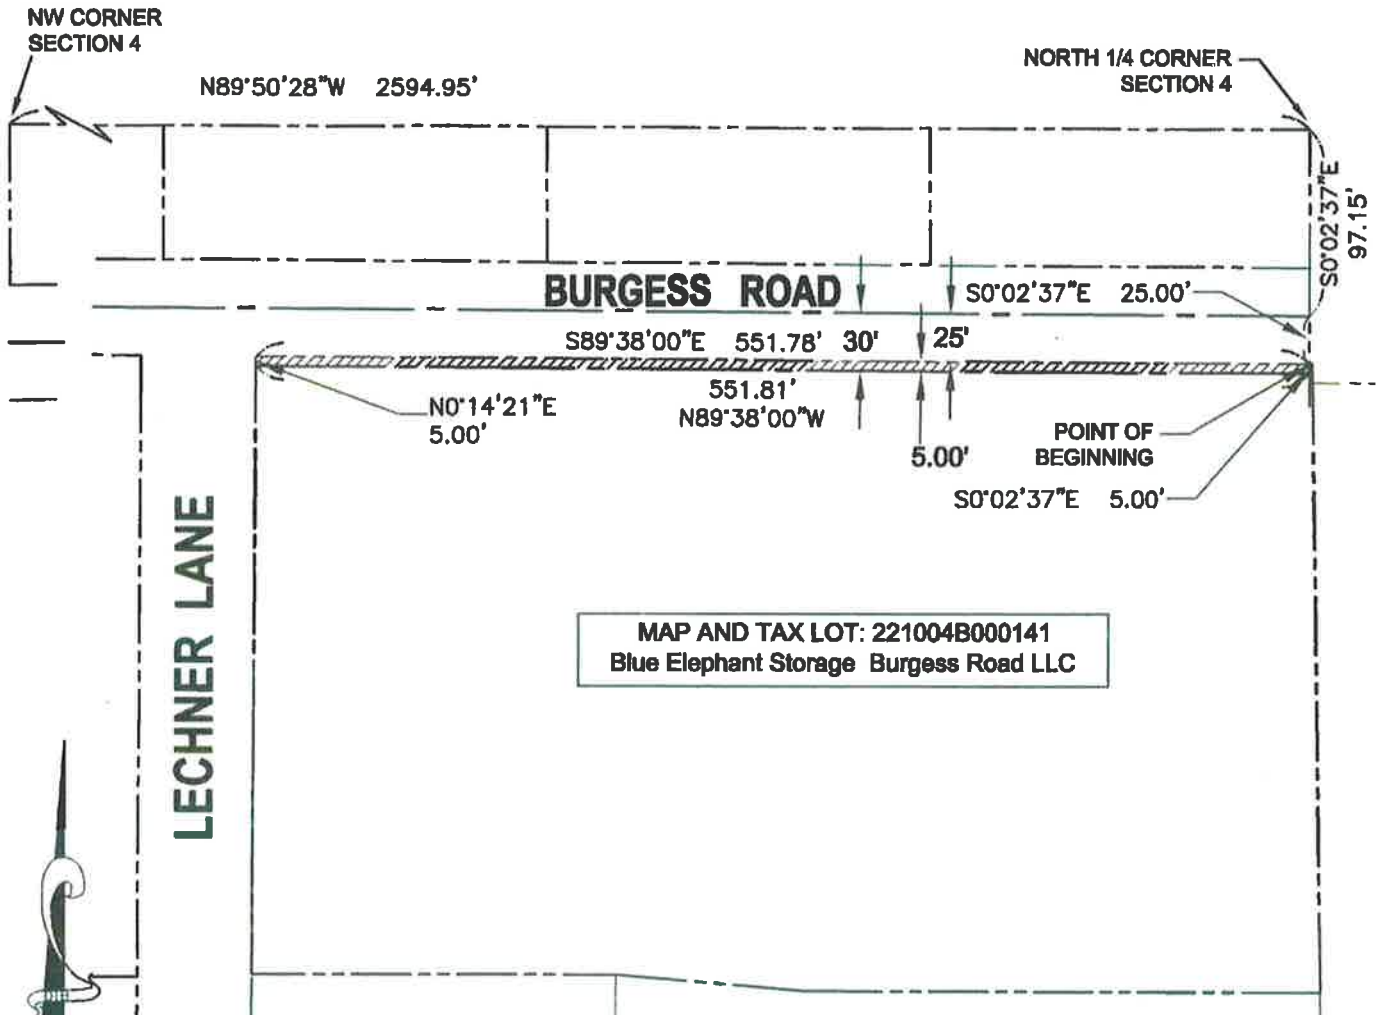 NW CORNER
SECTION 4
N89°50'28"W 2594.95'
NORTH 1/4 CORNER
SECTION 4
S0°02'37"E
97.15'
BURGESS ROAD
S0°02'37"E 25.00'
S89°38'00"E 551.78' 30' 25'
551.81'
N89°38'00"W
N0°14'21"E
5.00'
5.00'
POINT OF
BEGINNING
S0°02'37"E 5.00'
LECHNER LANE
MAP AND TAX LOT: 221004B000141
Blue Elephant Storage Burgess Road LLC